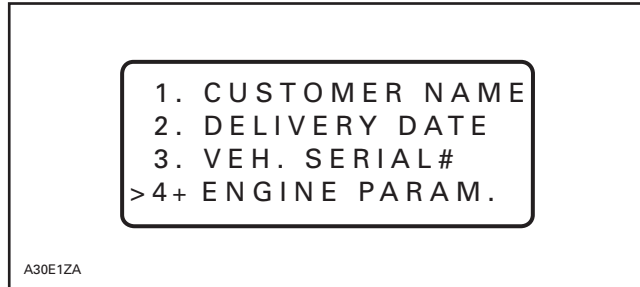 1. CUSTOMER NAME
2. DELIVERY DATE
3. VEH. SERIAL#
>4+ ENGINE PARAM.
A30E1ZA